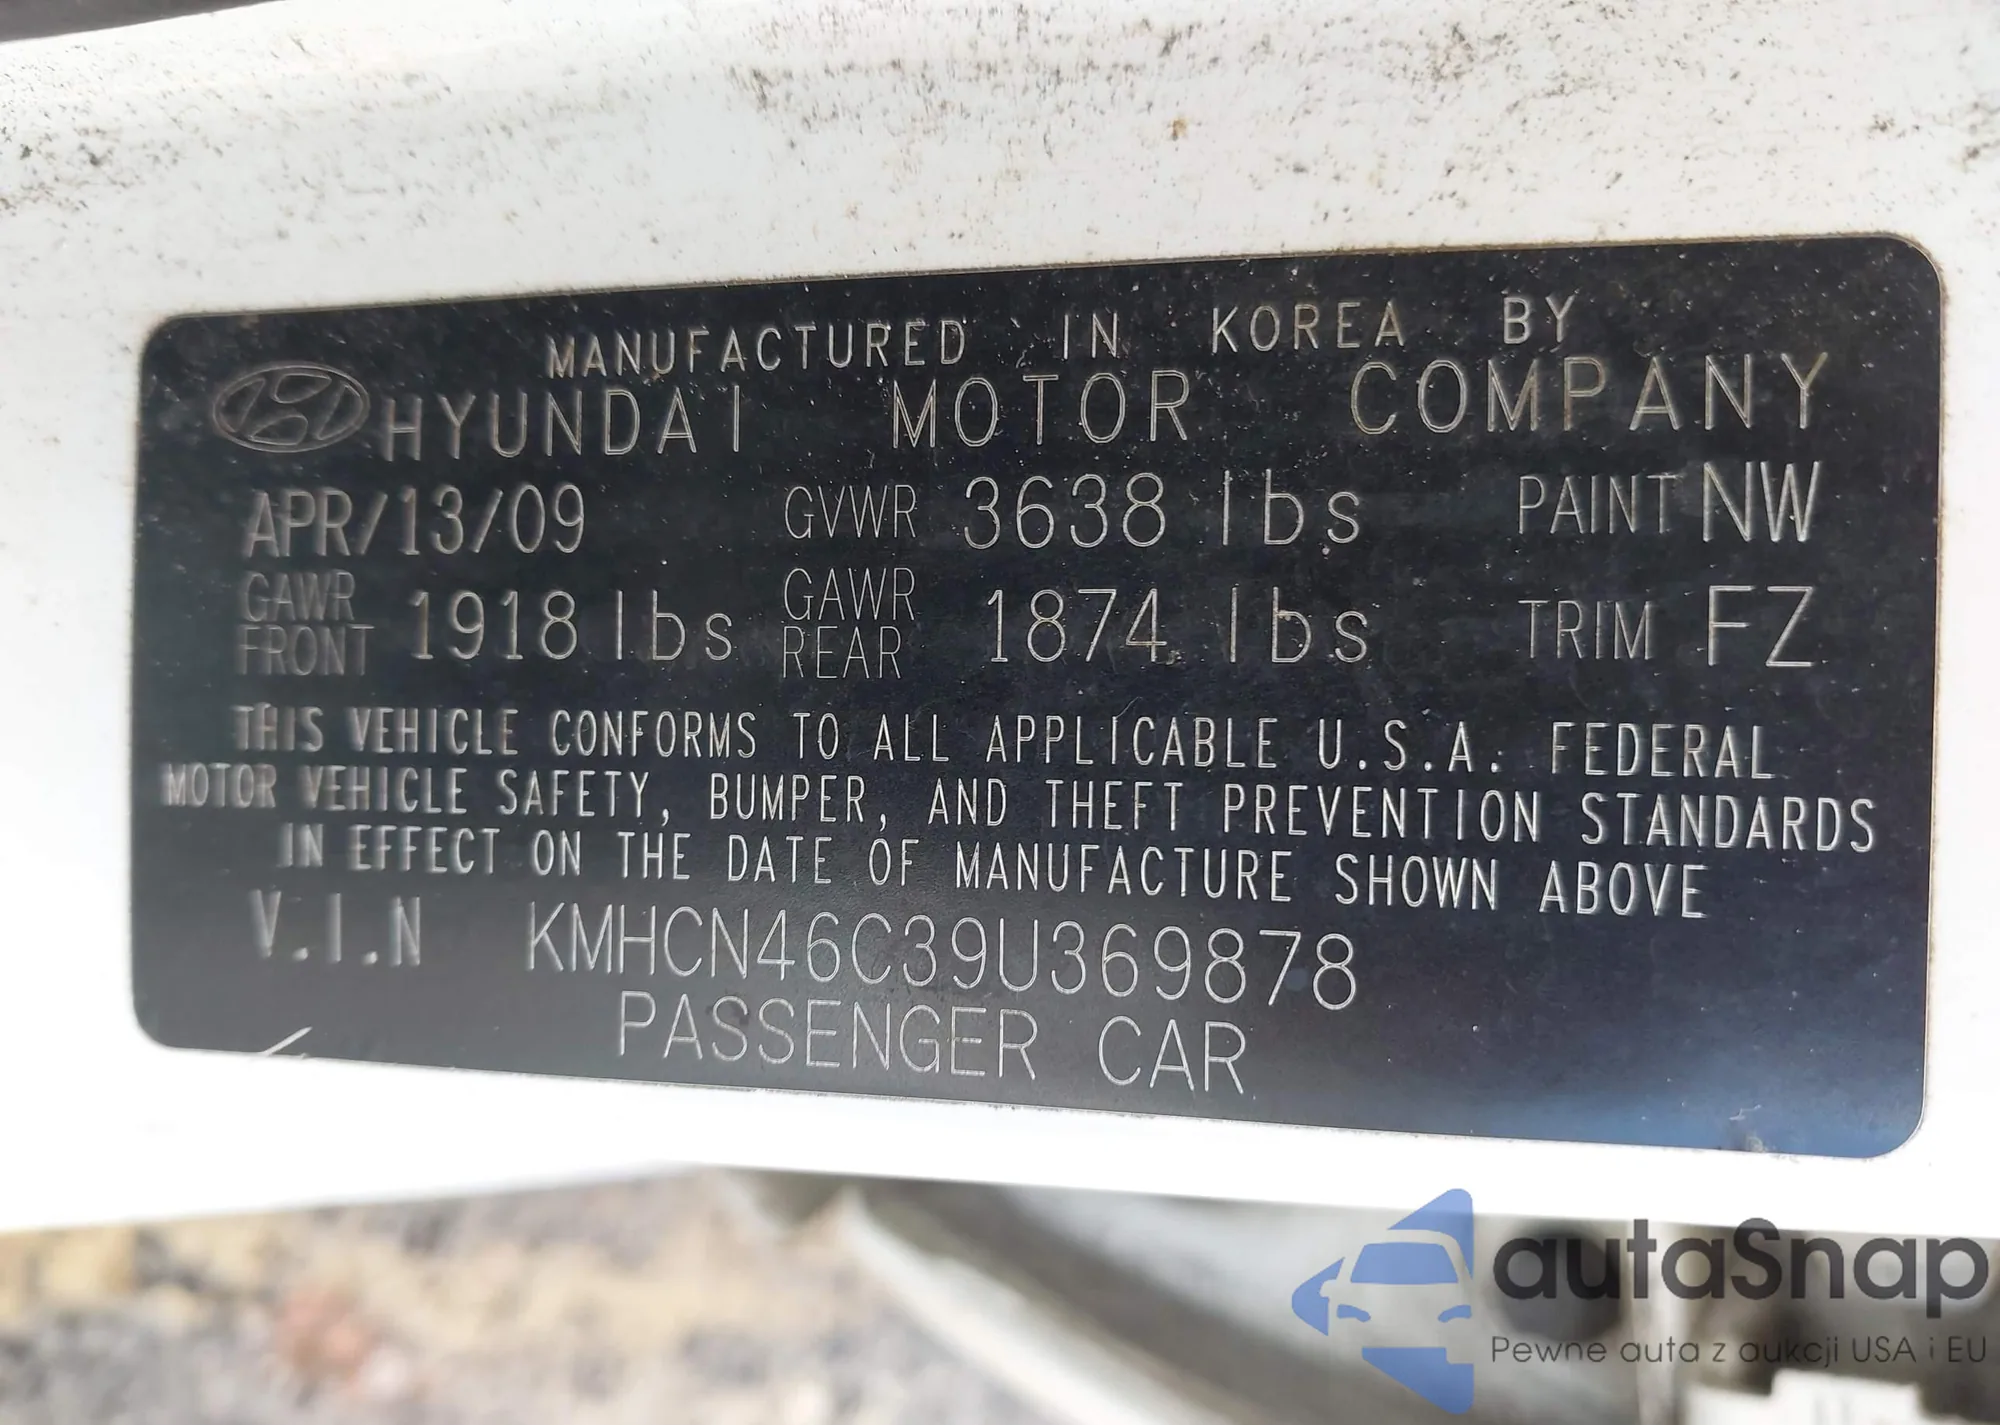 MANUFACTURED IN KOREA BY
HYUNDAI MOTOR COMPANY
APR/13/09 GVWR 3638 lbs PAINT NW
GAWR FRONT 1918 lbs GAWR REAR 1874 lbs TRIM FZ
THIS VEHICLE CONFORMS TO ALL APPLICABLE U.S.A. FEDERAL
MOTOR VEHICLE SAFETY, BUMPER, AND THEFT PREVENTION STANDARDS
IN EFFECT ON THE DATE OF MANUFACTURE SHOWN ABOVE
V.I.N KMHCN46C39U369878
PASSENGER CAR
autaSnap
Pewne auta z aukcji USA i EU